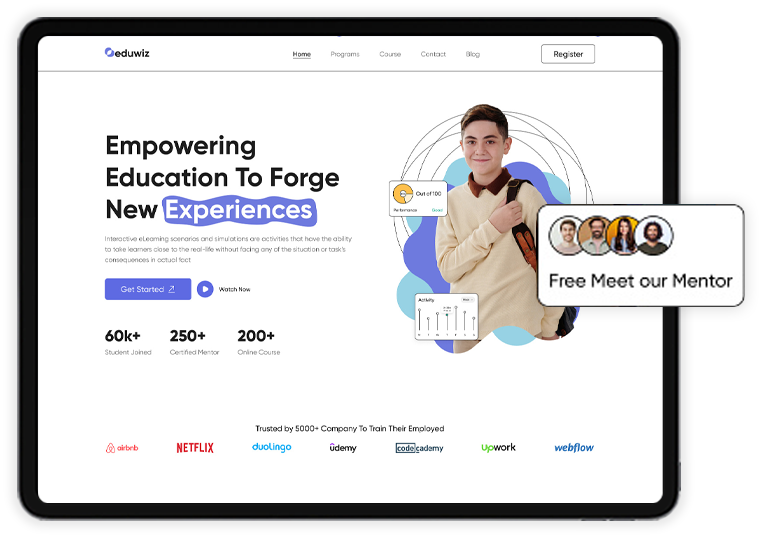 eduwiz
Home Programs Course Contact Blog Register
Empowering
Education To Forge
New Experiences
Interactive eLearning scenarios and simulations are activities that have the ability
to take learners close to the real-life without facing any of the situation or task's
consequences in actual fact
Get Started
Watch Now
60k+ 250+ 200+
Student Joined Certified Mentor Online Course
Out of 100
Performance
Activity
Free Meet our Mentor
Trusted by 5000+ Company To Train Their Employed
airbnb NETFLIX duolingo ûdemy codecademy upwork webflow